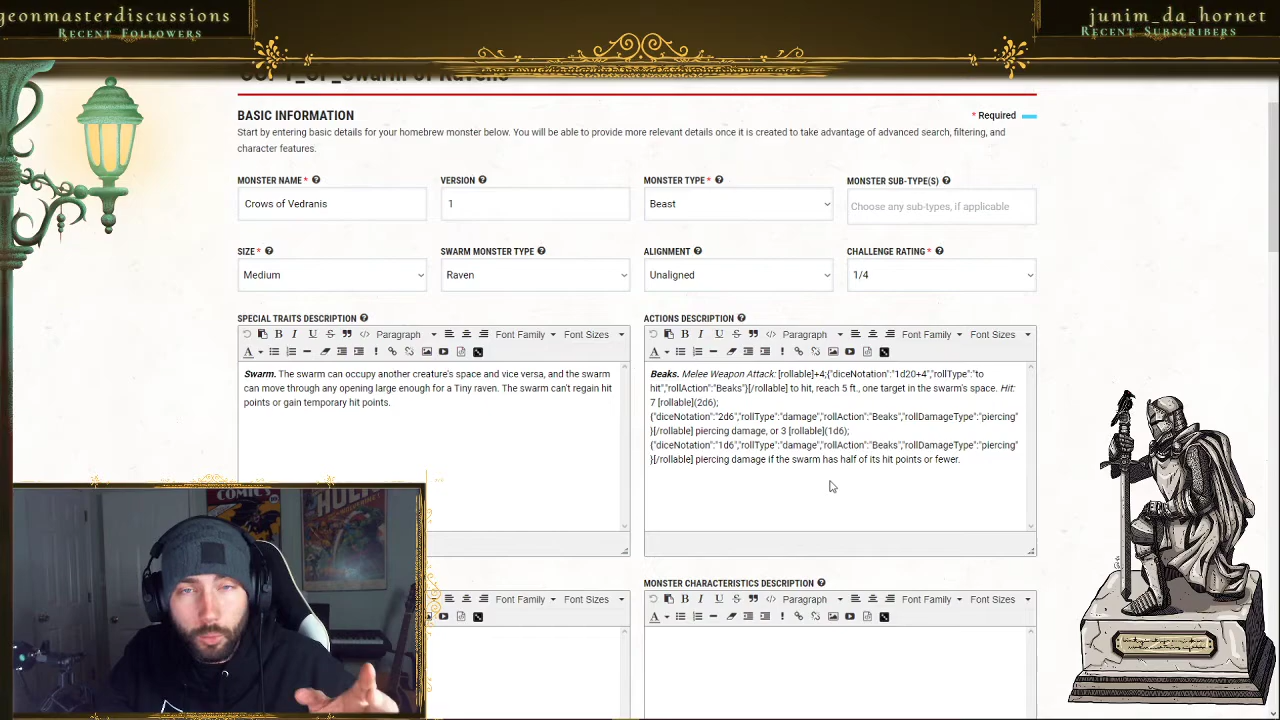 geonmasterdiscussions
Recent Followers
junim_da_hornet
Recent Subscribers
BASIC INFORMATION
* Required
Start by entering basic details for your homebrew monster below. You will be able to provide more relevant details once it is created to take advantage of advanced search, filtering, and
character features.
MONSTER NAME *
VERSION
MONSTER TYPE *
MONSTER SUB-TYPE(S)
Crows of Vedranis
1
Beast
Choose any sub-types, if applicable
SIZE *
SWARM MONSTER TYPE
ALIGNMENT
CHALLENGE RATING *
Medium
Raven
Unaligned
1/4
SPECIAL TRAITS DESCRIPTION
Paragraph
Font Family
Font Sizes
Swarm. The swarm can occupy another creature's space and vice versa, and the swarm
can move through any opening large enough for a Tiny raven. The swarm can't regain hit
points or gain temporary hit points.
ACTIONS DESCRIPTION
Paragraph
Font Family
Font Sizes
Beaks. Melee Weapon Attack: [rollable]+4;{"diceNotation":"1d20+4","rollType":"to
hit","rollAction":"Beaks"}[/rollable] to hit, reach 5 ft., one target in the swarm's space. Hit:
7 [rollable](2d6);
{"diceNotation":"2d6","rollType":"damage","rollAction":"Beaks","rollDamageType":"piercing"
}[/rollable] piercing damage, or 3 [rollable](1d6);
{"diceNotation":"1d6","rollType":"damage","rollAction":"Beaks","rollDamageType":"piercing"
}[/rollable] piercing damage if the swarm has half of its hit points or fewer.
Font Family
Font Sizes
MONSTER CHARACTERISTICS DESCRIPTION
Paragraph
Font Family
Font Sizes
COMICS